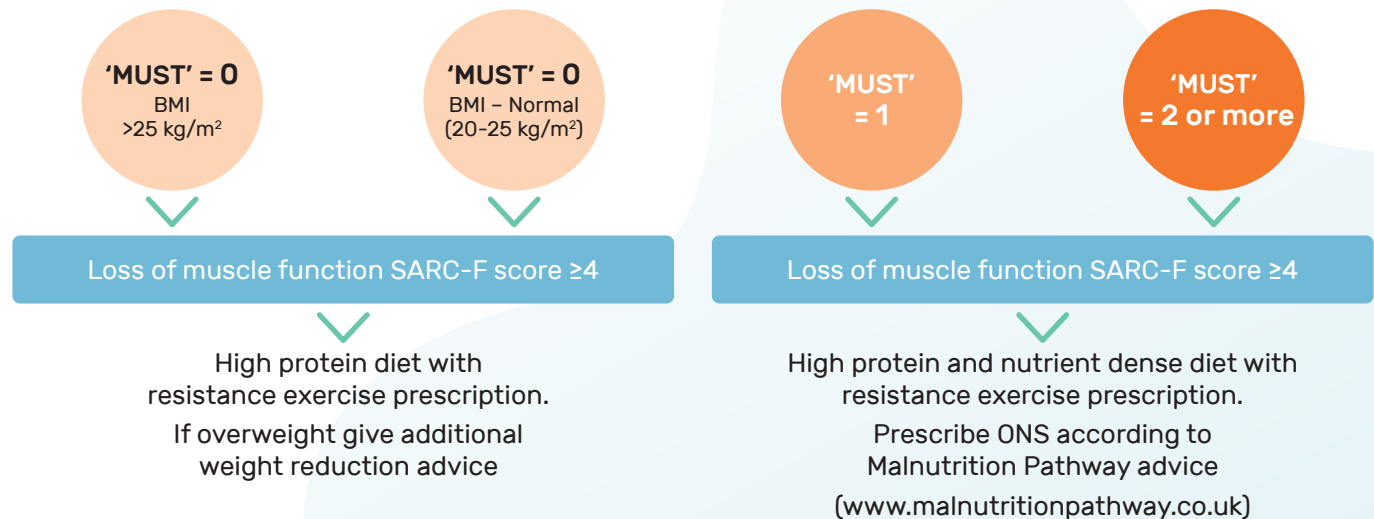 ‘MUST’ = 0
BMI
>25 kg/m²
‘MUST’ = 0
BMI – Normal
(20-25 kg/m²)
Loss of muscle function SARC-F score ≥4
High protein diet with
resistance exercise prescription.
If overweight give additional
weight reduction advice
‘MUST’
= 1
‘MUST’
= 2 or more
Loss of muscle function SARC-F score ≥4
High protein and nutrient dense diet with
resistance exercise prescription.
Prescribe ONS according to
Malnutrition Pathway advice
(www.malnutritionpathway.co.uk)